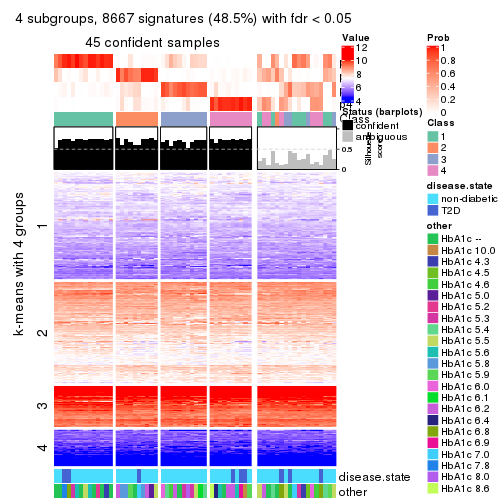 4 subgroups, 8667 signatures (48.5%) with fdr < 0.05
45 confident samples
k-means with 4 groups
1
2
3
4
Class
Silhouette
score
0.5
0
disease.state
other
Value
12
10
8
6
4
Status (barplots)
confident
ambiguous
Prob
1
0.8
0.6
0.4
0.2
0
Class
1
2
3
4
disease.state
non-diabetic
T2D
other
HbA1c --
HbA1c 10.0
HbA1c 4.3
HbA1c 4.5
HbA1c 4.6
HbA1c 5.0
HbA1c 5.2
HbA1c 5.3
HbA1c 5.4
HbA1c 5.5
HbA1c 5.6
HbA1c 5.8
HbA1c 5.9
HbA1c 6.0
HbA1c 6.1
HbA1c 6.2
HbA1c 6.4
HbA1c 6.8
HbA1c 6.9
HbA1c 7.0
HbA1c 7.8
HbA1c 8.0
HbA1c 8.6